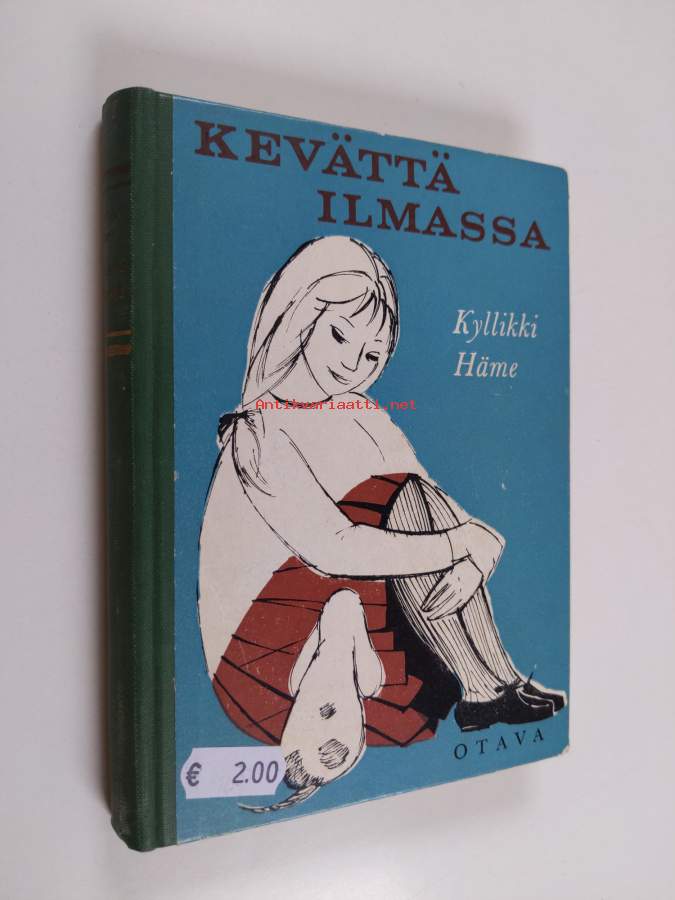 KEVÄTTÄ
ILMASSA
Kyllikki
Häme
Antikvariaatti.net
OTAVA
€ 2.00